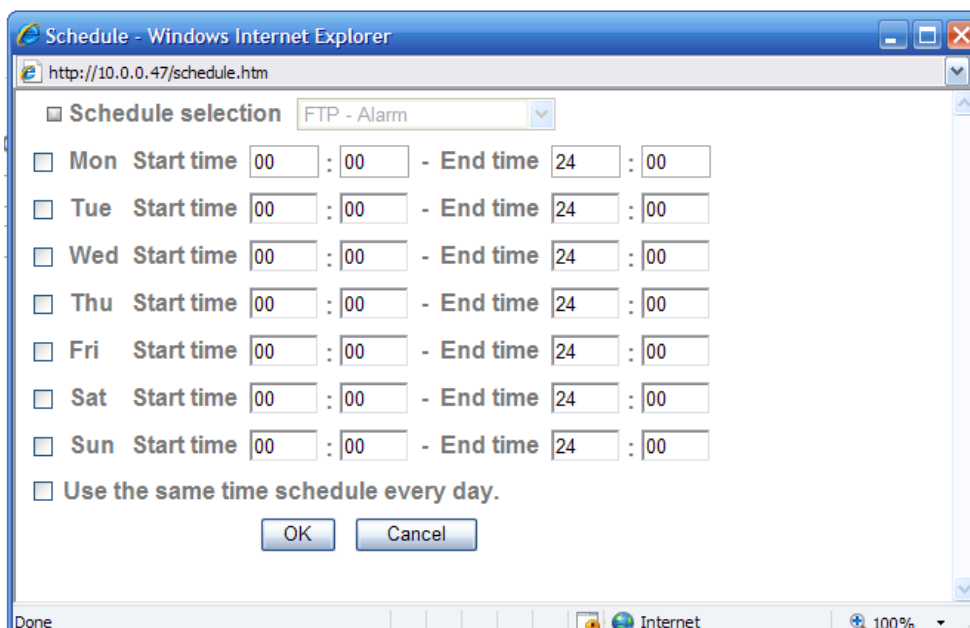 Schedule - Windows Internet Explorer
http://10.0.0.47/schedule.htm
Schedule selection FTP - Alarm
Mon Start time 00 : 00 - End time 24 : 00
Tue Start time 00 : 00 - End time 24 : 00
Wed Start time 00 : 00 - End time 24 : 00
Thu Start time 00 : 00 - End time 24 : 00
Fri Start time 00 : 00 - End time 24 : 00
Sat Start time 00 : 00 - End time 24 : 00
Sun Start time 00 : 00 - End time 24 : 00
Use the same time schedule every day.
OK Cancel
Done Internet 100%